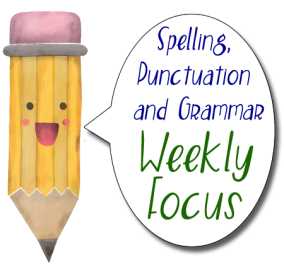 Spelling,
Punctuation
and Grammar
Weekly
Focus